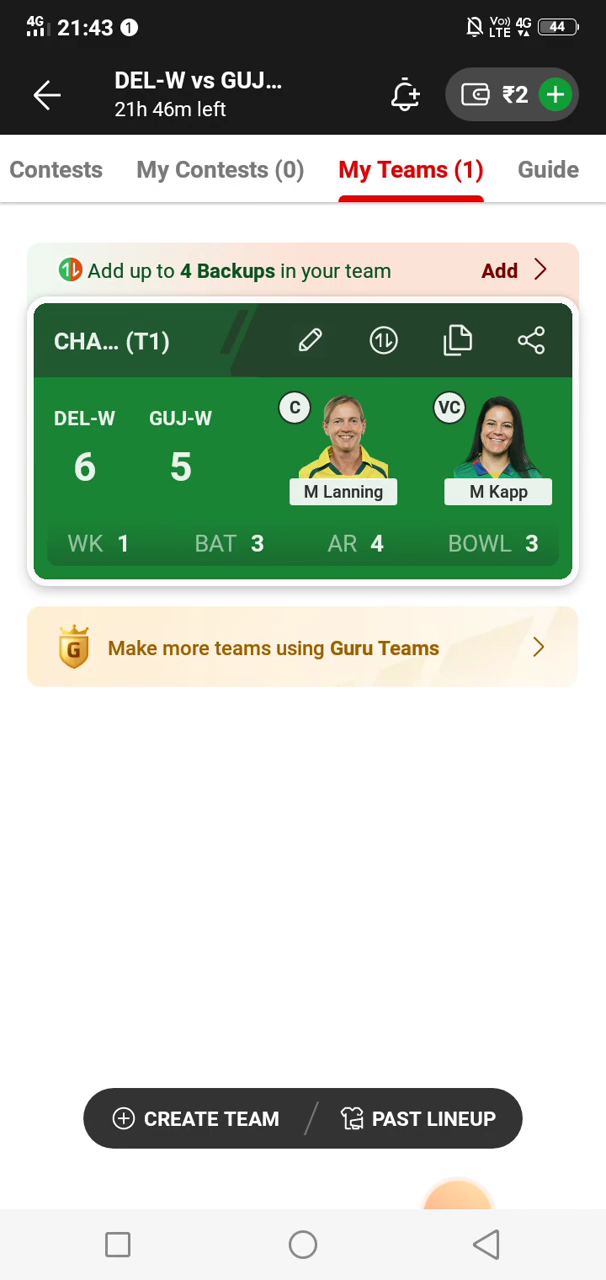 4G 21:43 1 Vo)) LTE 4G 44
DEL-W vs GUJ...
21h 46m left
₹2
Contests My Contests (0) My Teams (1) Guide
Add up to 4 Backups in your team Add
CHA... (T1)
C VC
DEL-W GUJ-W
6 5
M Lanning M Kapp
WK 1 BAT 3 AR 4 BOWL 3
G Make more teams using Guru Teams
CREATE TEAM / PAST LINEUP